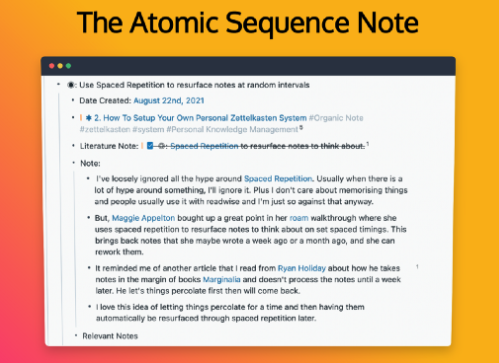 The Atomic Sequence Note
Use Spaced Repetition to resurface notes at random intervals
Date Created: August 22nd, 2021
2. How To Setup Your Own Personal Zettelkasten System #Organic Note
#zettelkasten #system #Personal Knowledge Management 5
Literature Note: Q: Spaced Repetition to resurface notes to think about. 1
Note:
I've loosely ignored all the hype around Spaced Repetition. Usually when there is a
lot of hype around something, I'll ignore it. Plus I don't care about memorising things
and people usually use it with readwise and I'm just so against that anyway.
But, Maggie Appelton bought up a great point in her roam walkthrough where she
uses spaced repetition to resurface notes to think about on set spaced timings. This
brings back notes that she maybe wrote a week ago or a month ago, and she can
rework them.
It reminded me of another article that I read from Ryan Holiday about how he takes 1
notes in the margin of books Marginalia and doesn't process the notes until a week
later. He let's things percolate first then will come back.
I love this idea of letting things percolate for a time and then having them
automatically be resurfaced through spaced repetition later.
Relevant Notes